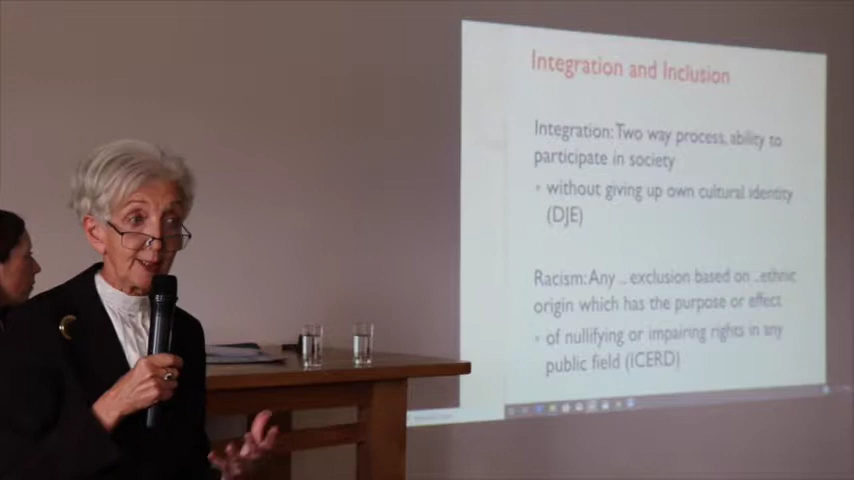 Integration and Inclusion
Integration: Two way process, ability to
participate in society
• without giving up own cultural identity
(DJE)
Racism: Any ... exclusion based on ...ethnic
origin which has the purpose or effect
• of nullifying or impairing rights in any
public field (iCERD)